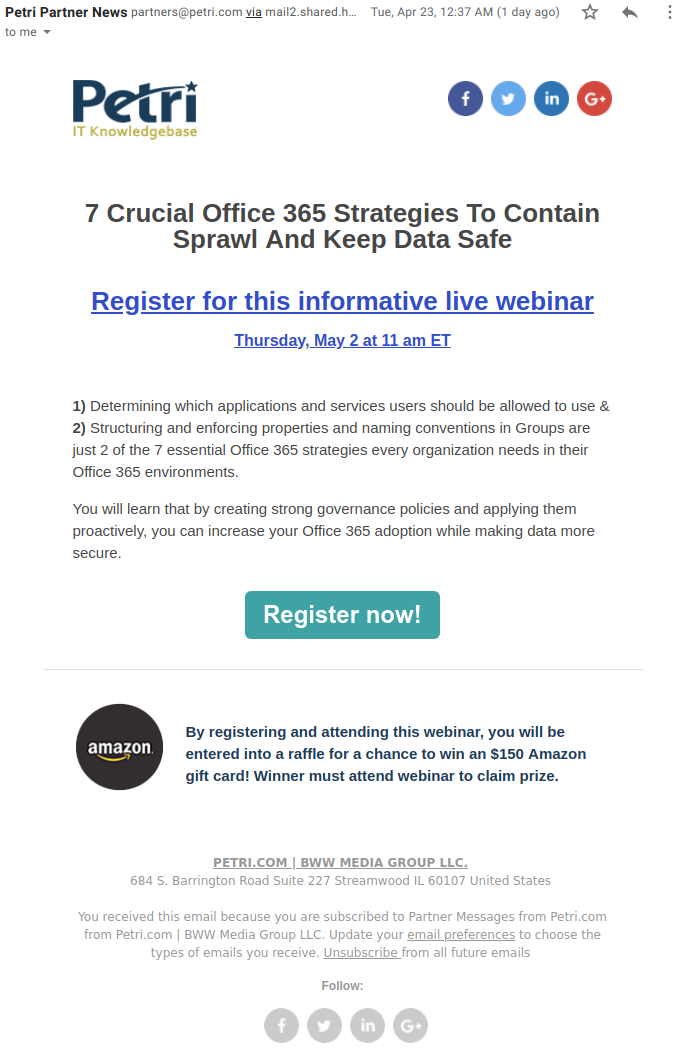 Petri Partner News partners@petri.com via mail2.shared.h... Tue, Apr 23, 12:37 AM (1 day ago)
to me
Petri
IT Knowledgebase
f
in
G+
7 Crucial Office 365 Strategies To Contain
Sprawl And Keep Data Safe
Register for this informative live webinar
Thursday, May 2 at 11 am ET
1) Determining which applications and services users should be allowed to use &
2) Structuring and enforcing properties and naming conventions in Groups are
just 2 of the 7 essential Office 365 strategies every organization needs in their
Office 365 environments.
You will learn that by creating strong governance policies and applying them
proactively, you can increase your Office 365 adoption while making data more
secure.
Register now!
amazon
By registering and attending this webinar, you will be
entered into a raffle for a chance to win an $150 Amazon
gift card! Winner must attend webinar to claim prize.
PETRI.COM | BWW MEDIA GROUP LLC.
684 S. Barrington Road Suite 227 Streamwood IL 60107 United States
You received this email because you are subscribed to Partner Messages from Petri.com
from Petri.com | BWW Media Group LLC. Update your email preferences to choose the
types of emails you receive. Unsubscribe from all future emails
Follow:
f
in
G+